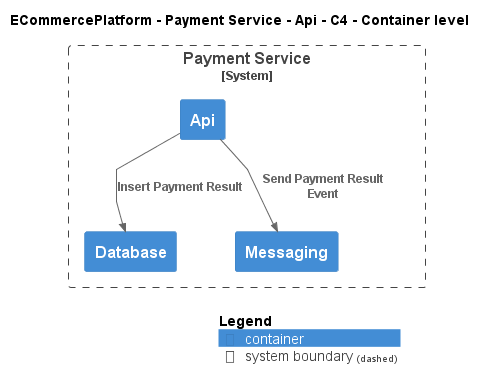 ECommercePlatform - Payment Service - Api - C4 - Container level
Payment Service
[System]
Api
Insert Payment Result
Send Payment Result
Event
Database
Messaging
Legend
container
system boundary (dashed)